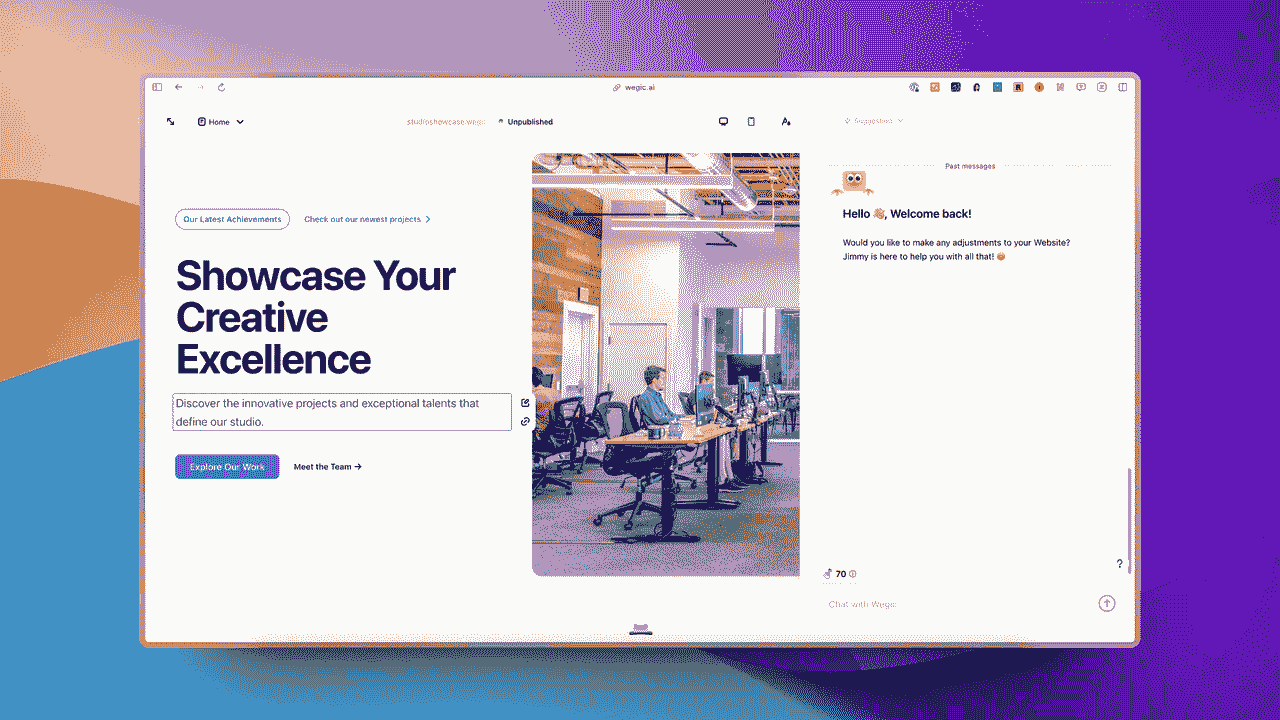 wegic.ai
Home
studioshowcase.wegic
Unpublished
Suggested
Our Latest Achievements
Check out our newest projects
Showcase Your
Creative
Excellence
Discover the innovative projects and exceptional talents that
define our studio.
Explore Our Work
Meet the Team →
Past messages
Hello 👋, Welcome back!
Would you like to make any adjustments to your Website?
Jimmy is here to help you with all that!
70
Chat with Wegic
?